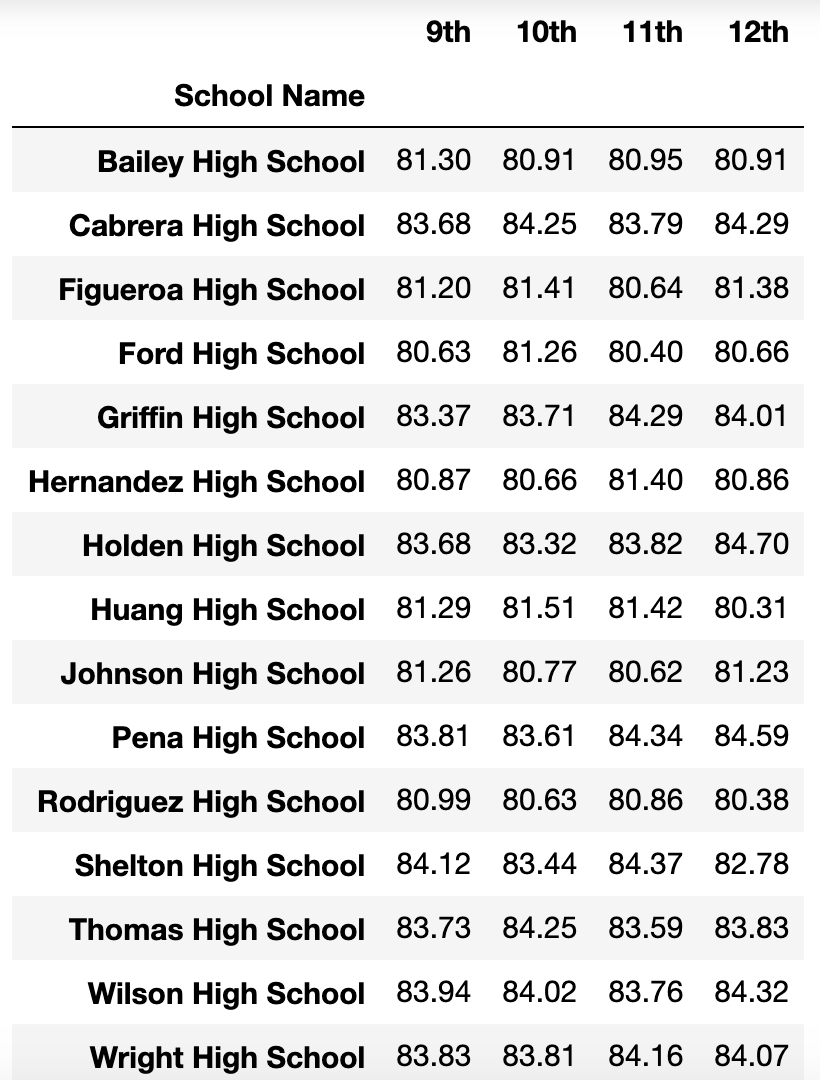 9th 10th 11th 12th
School Name
Bailey High School 81.30 80.91 80.95 80.91
Cabrera High School 83.68 84.25 83.79 84.29
Figueroa High School 81.20 81.41 80.64 81.38
Ford High School 80.63 81.26 80.40 80.66
Griffin High School 83.37 83.71 84.29 84.01
Hernandez High School 80.87 80.66 81.40 80.86
Holden High School 83.68 83.32 83.82 84.70
Huang High School 81.29 81.51 81.42 80.31
Johnson High School 81.26 80.77 80.62 81.23
Pena High School 83.81 83.61 84.34 84.59
Rodriguez High School 80.99 80.63 80.86 80.38
Shelton High School 84.12 83.44 84.37 82.78
Thomas High School 83.73 84.25 83.59 83.83
Wilson High School 83.94 84.02 83.76 84.32
Wright High School 83.83 83.81 84.16 84.07